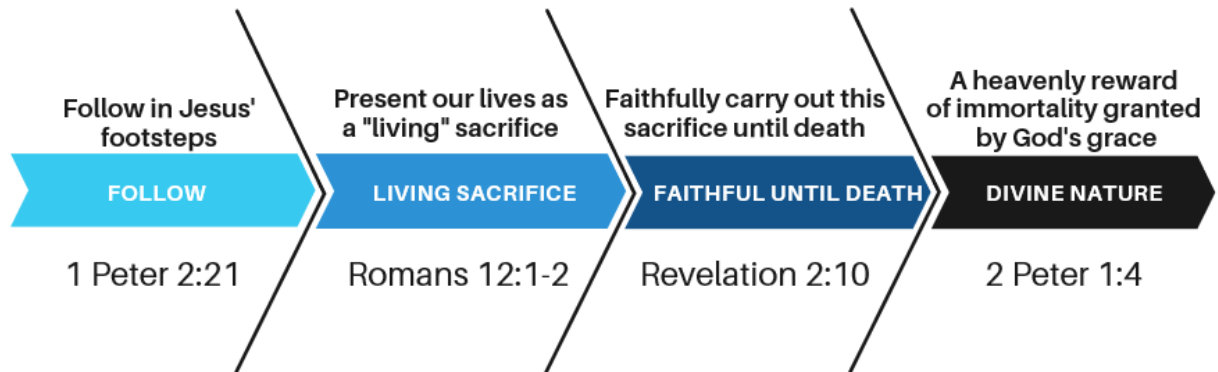 Follow in Jesus'
footsteps
FOLLOW
1 Peter 2:21
Present our lives as
a "living" sacrifice
LIVING SACRIFICE
Romans 12:1-2
Faithfully carry out this
sacrifice until death
FAITHFUL UNTIL DEATH
Revelation 2:10
A heavenly reward
of immortality granted
by God's grace
DIVINE NATURE
2 Peter 1:4